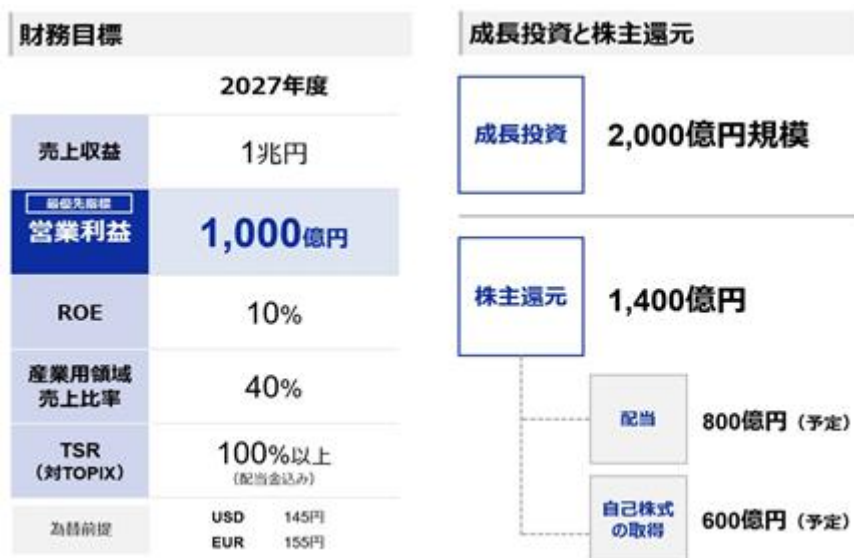 財務目標
2027年度
売上収益
1兆円
最優先指標
営業利益
1,000億円
ROE
10%
産業用領域
売上比率
40%
TSR
(対TOPIX)
100%以上
(配当金込み)
為替前提
USD 145円
EUR 155円
成長投資と株主還元
成長投資
2,000億円規模
株主還元
1,400億円
配当
800億円 (予定)
自己株式
の取得
600億円 (予定)